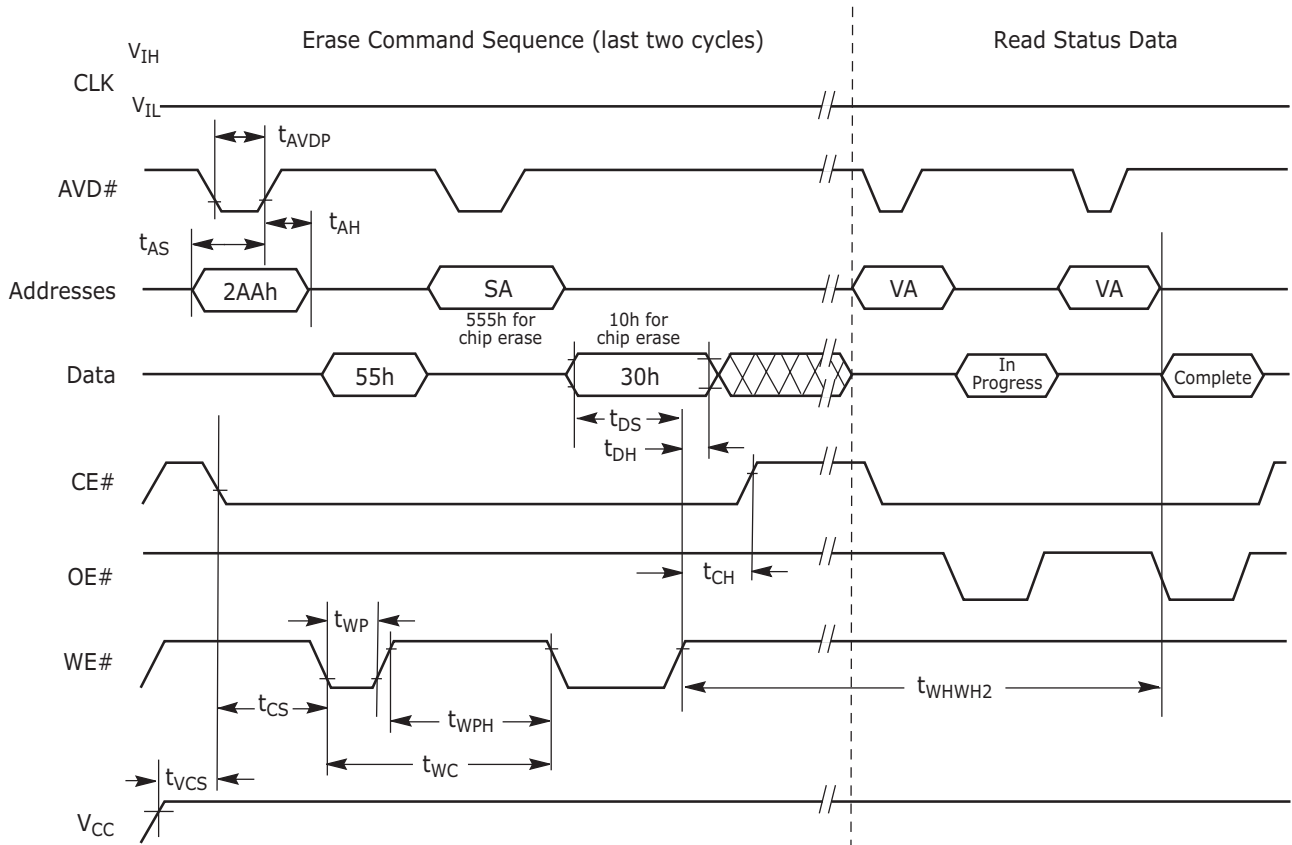 Erase Command Sequence (last two cycles)
Read Status Data
VIH
CLK
VIL
tAVDP
AVD#
tAH
tAS
Addresses
2AAh
SA
VA
VA
555h for
chip erase
10h for
chip erase
Data
55h
30h
In
Progress
Complete
tDS
tDH
CE#
OE#
tCH
tWP
WE#
tCS
tWPH
tWHWH2
tWC
tVCS
VCC